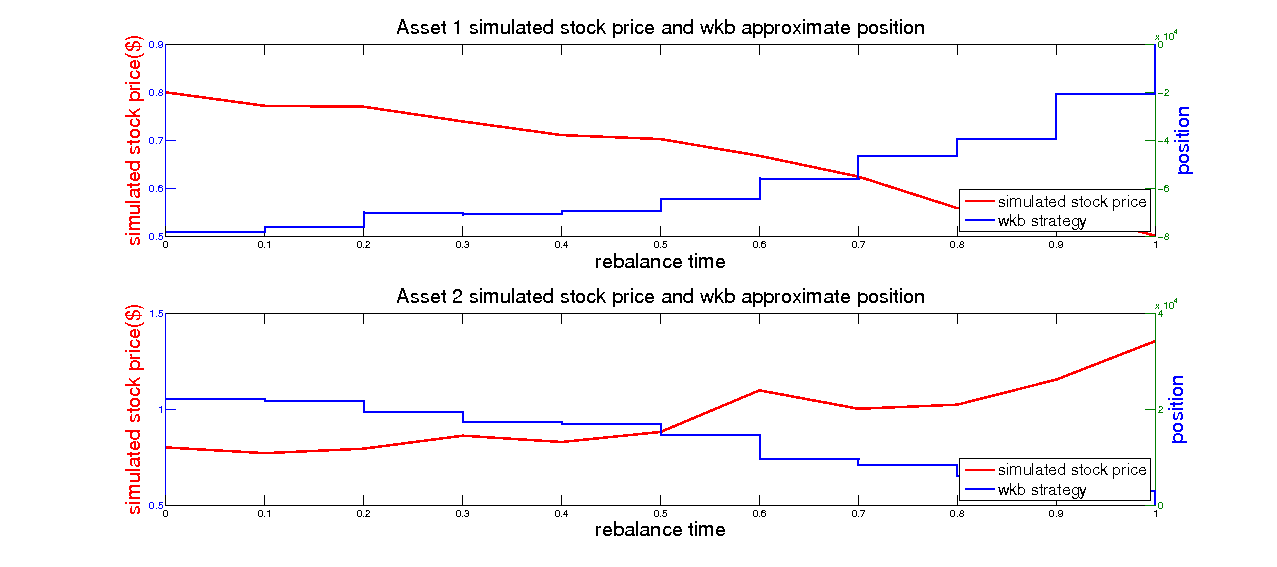 Asset 1 simulated stock price and wkb approximate position
x 10^4
0.9
0.8
0.7
0.6
0.5
simulated stock price($)
0
-2
-4
-6
-8
position
simulated stock price
wkb strategy
0 0.1 0.2 0.3 0.4 0.5 0.6 0.7 0.8 0.9 1
rebalance time
Asset 2 simulated stock price and wkb approximate position
x 10^4
1.5
1
0.5
simulated stock price($)
4
2
0
position
simulated stock price
wkb strategy
0 0.1 0.2 0.3 0.4 0.5 0.6 0.7 0.8 0.9 1
rebalance time